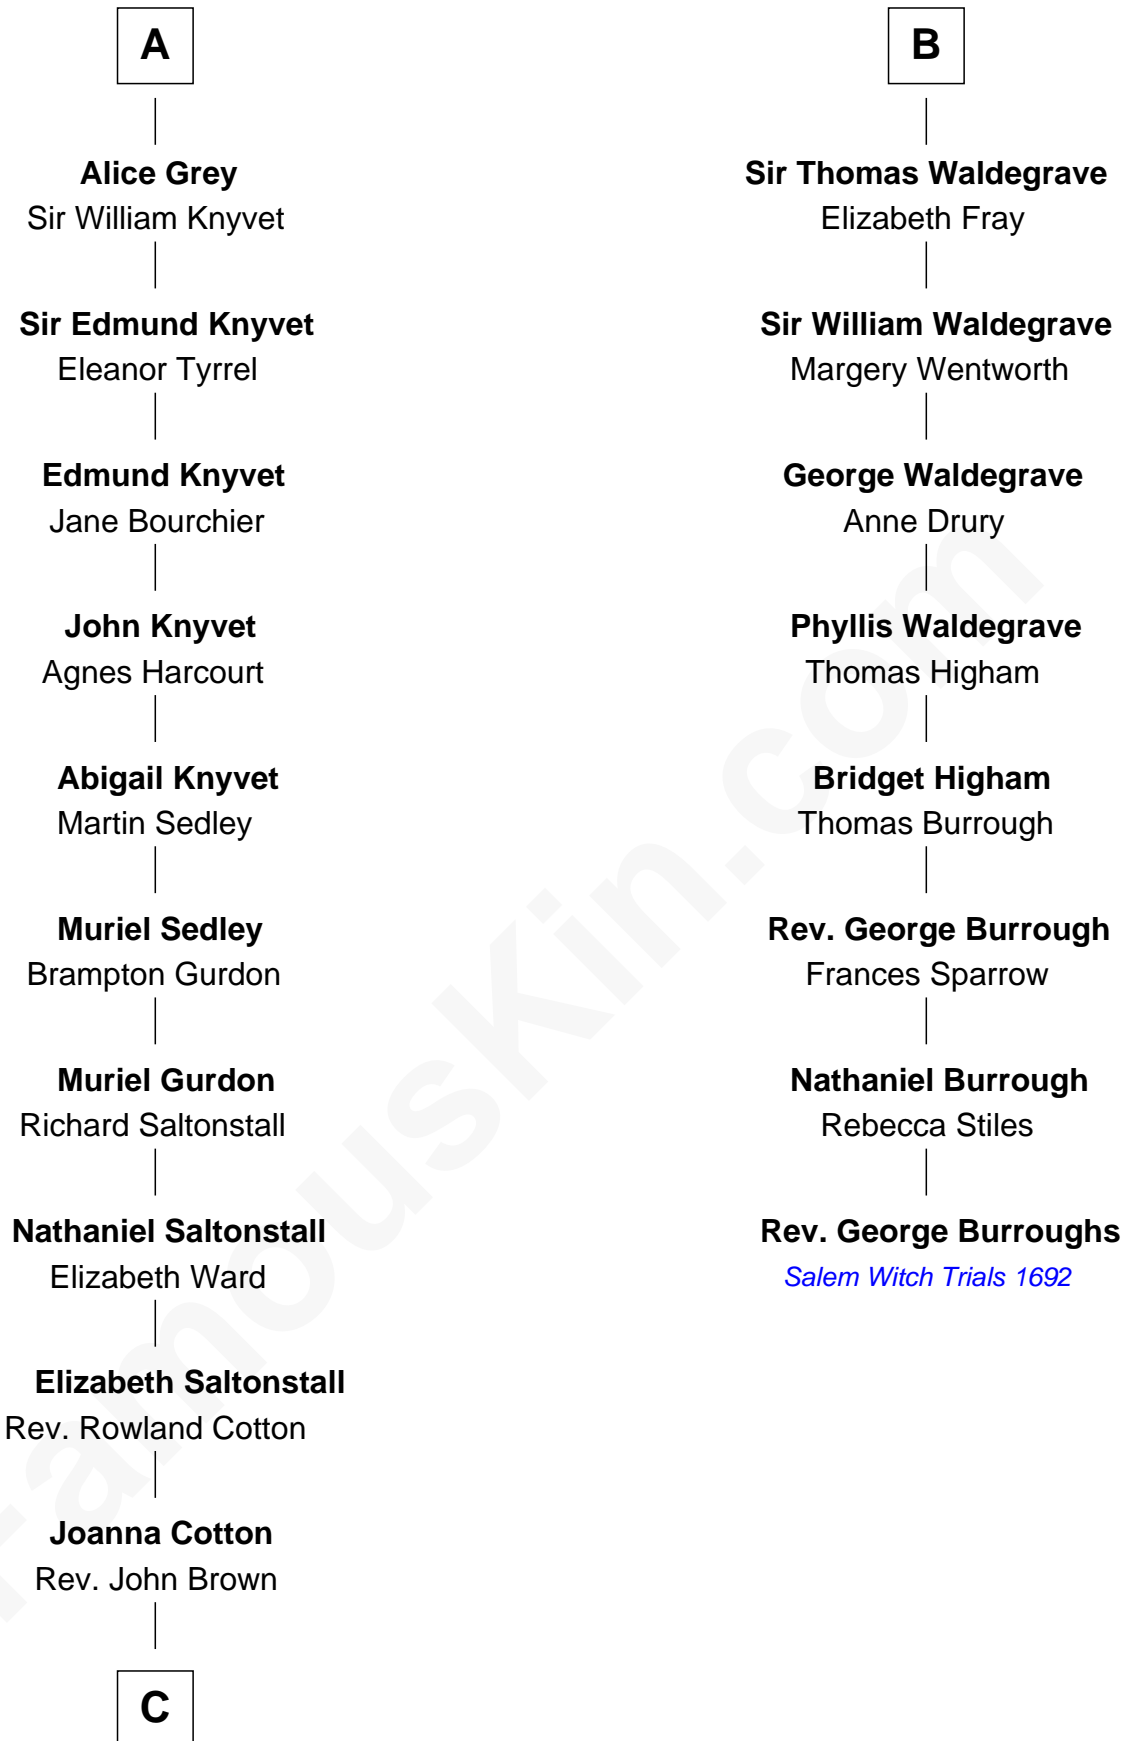 A
Alice Grey
Sir William Knyvet
Sir Edmund Knyvet
Eleanor Tyrrel
Edmund Knyvet
Jane Bourchier
John Knyvet
Agnes Harcourt
Abigail Knyvet
Martin Sedley
Muriel Sedley
Brampton Gurdon
Muriel Gurdon
Richard Saltonstall
Nathaniel Saltonstall
Elizabeth Ward
Elizabeth Saltonstall
Rev. Rowland Cotton
Joanna Cotton
Rev. John Brown
C
B
Sir Thomas Waldegrave
Elizabeth Fray
Sir William Waldegrave
Margery Wentworth
George Waldegrave
Anne Drury
Phyllis Waldegrave
Thomas Higham
Bridget Higham
Thomas Burrough
Rev. George Burrough
Frances Sparrow
Nathaniel Burrough
Rebecca Stiles
Rev. George Burroughs
Salem Witch Trials 1692
FamousKin.com